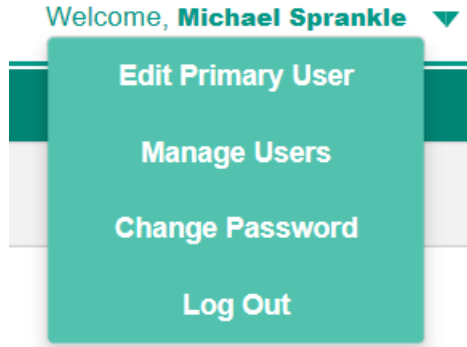 Welcome, Michael Sprankle
Edit Primary User
Manage Users
Change Password
Log Out